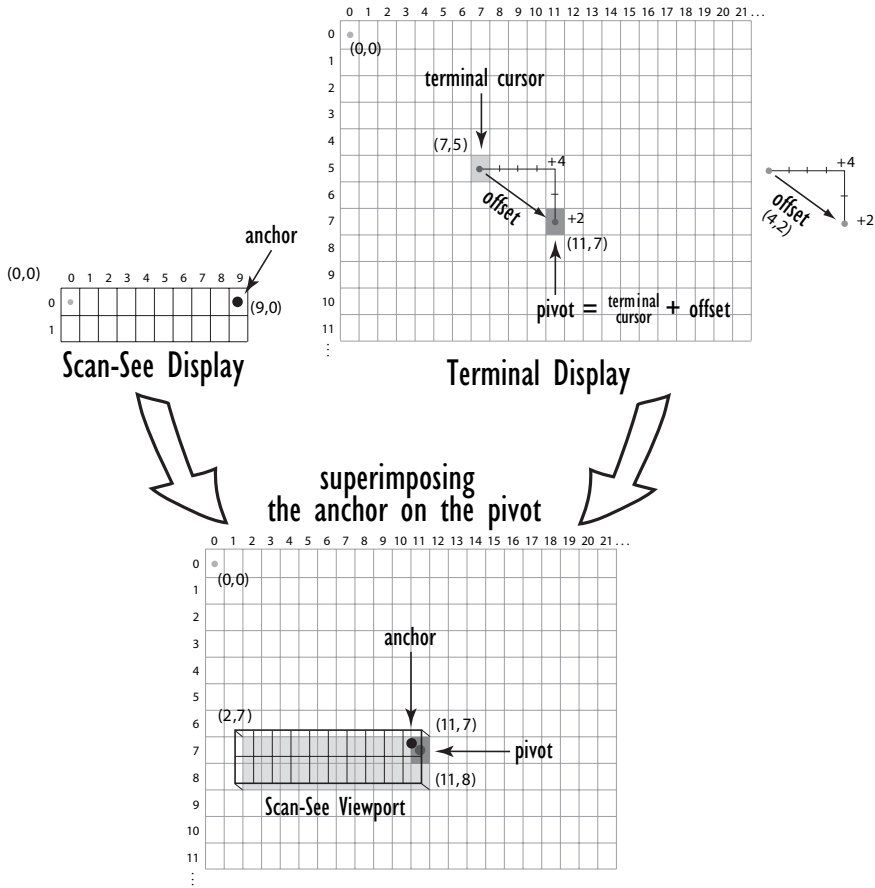 0 1 2 3 4 5 6 7 8 9 10 11 12 13 14 15 16 17 18 19 20 21 ...
0
(0,0)
1
2
terminal cursor
3
4
(7,5)
5
+4
6
offset
7
+2
(11,7)
8
9
10
pivot = terminal cursor + offset
11
⋮
Terminal Display
+4
offset
(4,2)
+2
anchor
(0,0)
0 1 2 3 4 5 6 7 8 9
0
(9,0)
1
Scan-See Display
superimposing
the anchor on the pivot
0 1 2 3 4 5 6 7 8 9 10 11 12 13 14 15 16 17 18 19 20 21 ...
0
(0,0)
1
2
3
anchor
4
5
6
(2,7)
(11,7)
7
pivot
8
(11,8)
9
Scan-See Viewport
10
11
⋮